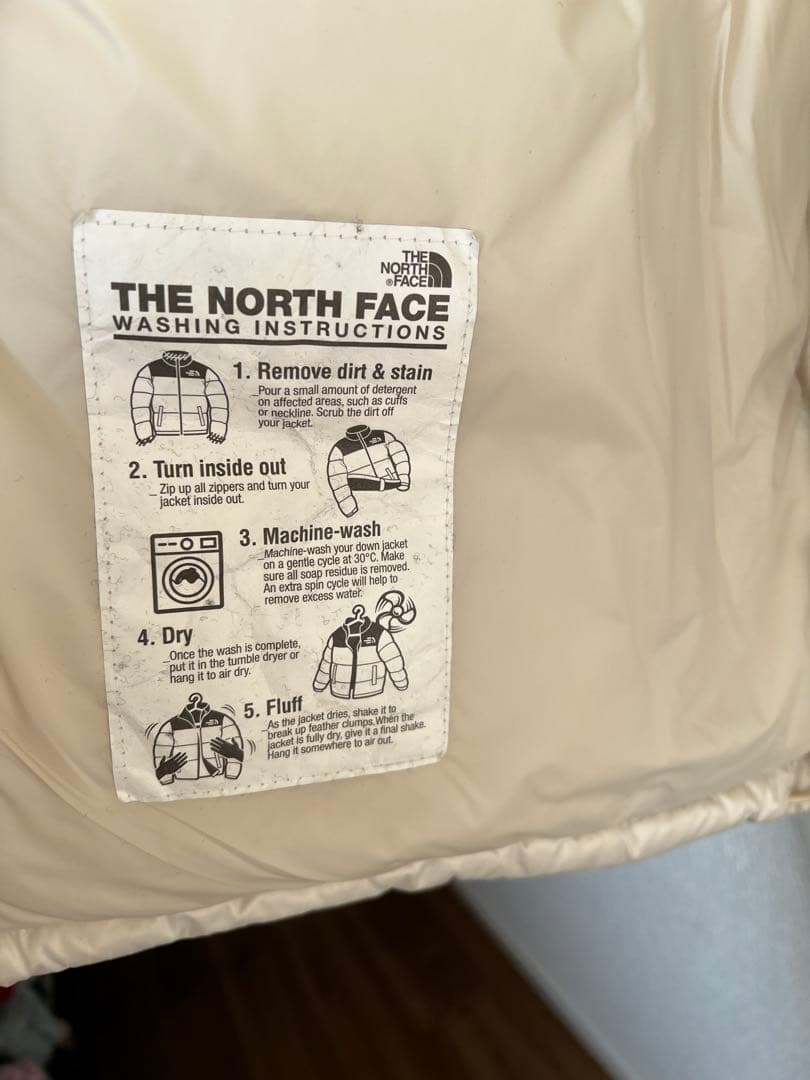 THE
NORTH
®FACE
THE NORTH FACE
WASHING INSTRUCTIONS
1. Remove dirt & stain
_Pour a small amount of detergent
on affected areas, such as cuffs
or neckline. Scrub the dirt off
your jacket.
2. Turn inside out
_ Zip up all zippers and turn your
jacket inside out.
3. Machine-wash
_Machine-wash your down jacket
on a gentle cycle at 30°C. Make
sure all soap residue is removed.
An extra spin cycle will help to
remove excess water.
4. Dry
_Once the wash is complete,
put it in the tumble dryer or
hang it to air dry.
5. Fluff
_As the jacket dries, shake it to
break up feather clumps.When the
jacket is fully dry, give it a final shake.
Hang it somewhere to air out.